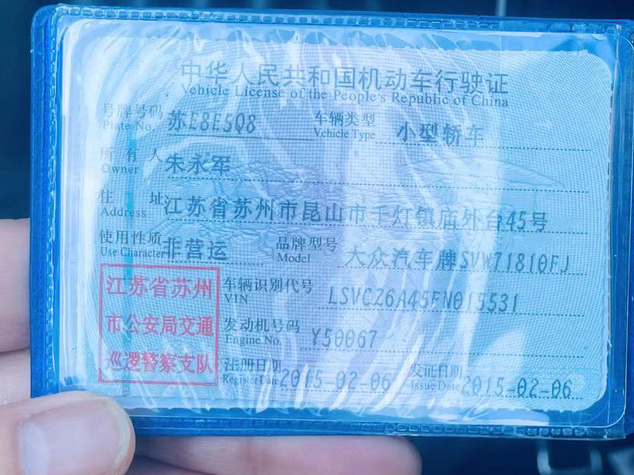 中华人民共和国机动车行驶证
Vehicle License of the People's Republic of China
号牌号码 苏E8E5Q8 车辆类型 小型轿车
Plate No. Vehicle Type
所有人 朱永军
Owner
住址 江苏省苏州市昆山市千灯镇庙外台45号
Address
使用性质 非营运 品牌型号 大众汽车牌SVW71810FJ
Use Character Model
江苏省苏州
市公安局交通
巡逻警察支队
车辆识别代号 LSVCZ6A45FN015531
VIN
发动机号码 Y50067
Engine No.
注册日期 2015-02-06 发证日期 2015-02-06
Register Date Issue Date